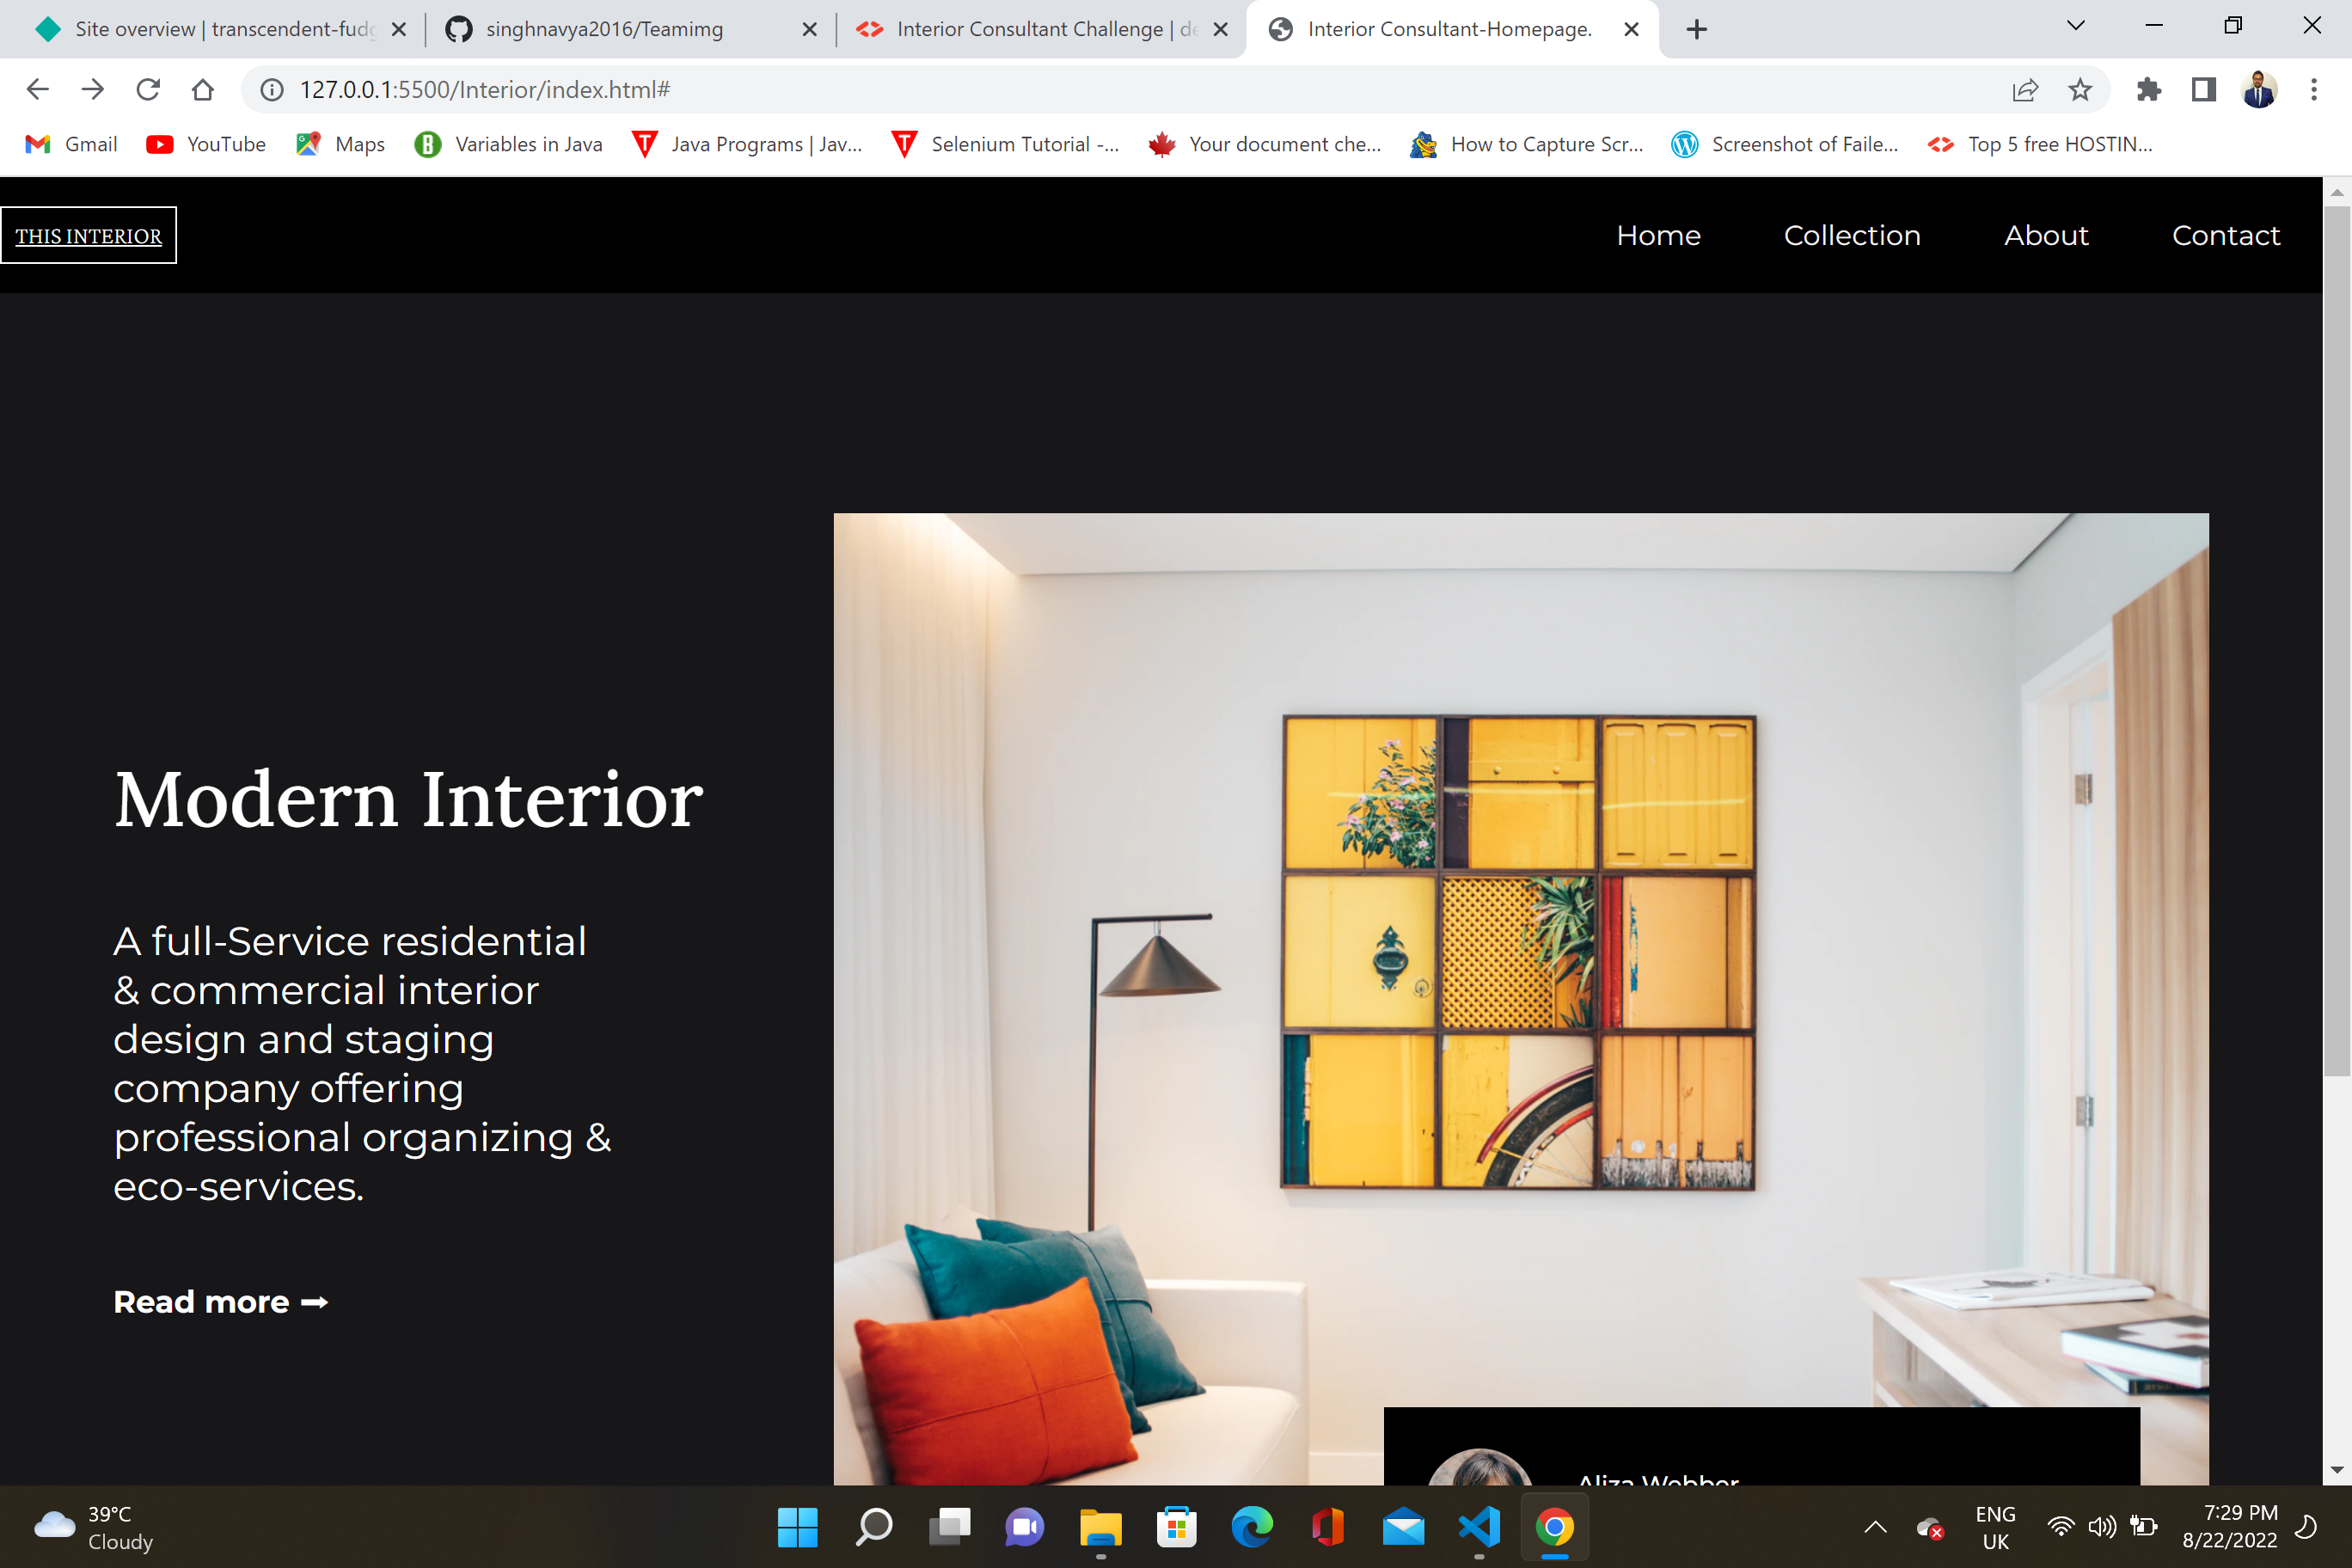 Site overview | transcendent-fudg
singhnavya2016/Teamimg
Interior Consultant Challenge | de
Interior Consultant-Homepage.
127.0.0.1:5500/Interior/index.html#
Gmail
YouTube
Maps
Variables in Java
Java Programs | Jav...
Selenium Tutorial -...
Your document che...
How to Capture Scr...
Screenshot of Faile...
Top 5 free HOSTIN...
THIS INTERIOR
Home
Collection
About
Contact
Modern Interior
A full-Service residential
& commercial interior
design and staging
company offering
professional organizing &
eco-services.
Read more
Aliza Webber
39°C
Cloudy
ENG
UK
7:29 PM
8/22/2022